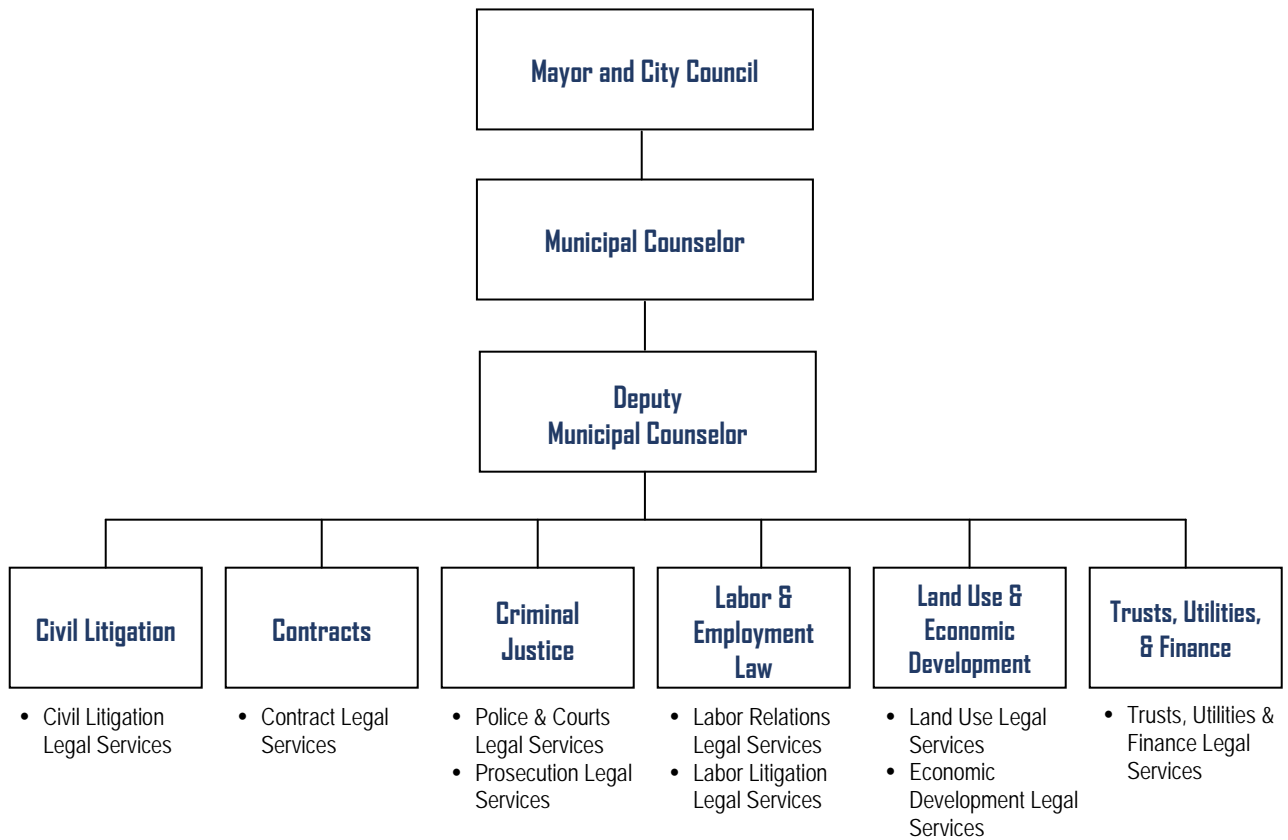 Mayor and City Council
Municipal Counselor
Deputy
Municipal Counselor
Civil Litigation
• Civil Litigation
Legal Services
Contracts
• Contract Legal
Services
Criminal
Justice
• Police & Courts
Legal Services
• Prosecution Legal
Services
Labor &
Employment
Law
• Labor Relations
Legal Services
• Labor Litigation
Legal Services
Land Use &
Economic
Development
• Land Use Legal
Services
• Economic
Development Legal
Services
Trusts, Utilities,
& Finance
• Trusts, Utilities &
Finance Legal
Services